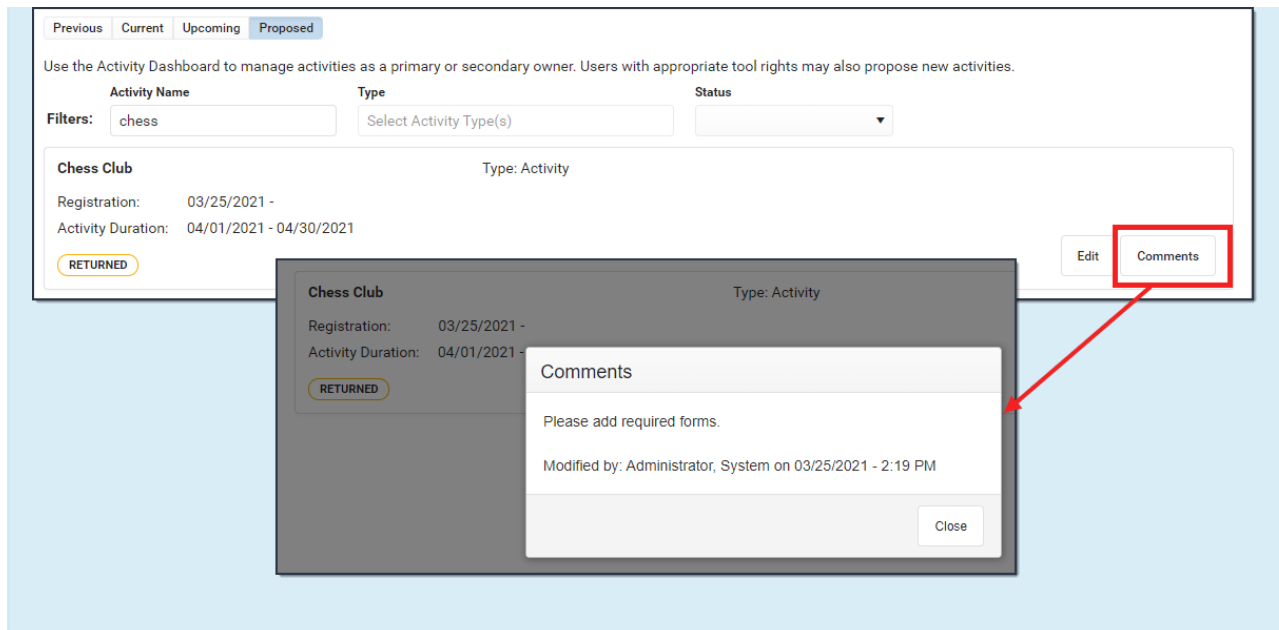 Previous Current Upcoming Proposed
Use the Activity Dashboard to manage activities as a primary or secondary owner. Users with appropriate tool rights may also propose new activities.
Activity Name Type Status
Filters: chess Select Activity Type(s)
Chess Club Type: Activity
Registration: 03/25/2021 -
Activity Duration: 04/01/2021 - 04/30/2021
RETURNED Edit Comments
Chess Club Type: Activity
Registration: 03/25/2021 -
Activity Duration: 04/01/2021 -
RETURNED
Comments
Please add required forms.
Modified by: Administrator, System on 03/25/2021 - 2:19 PM
Close